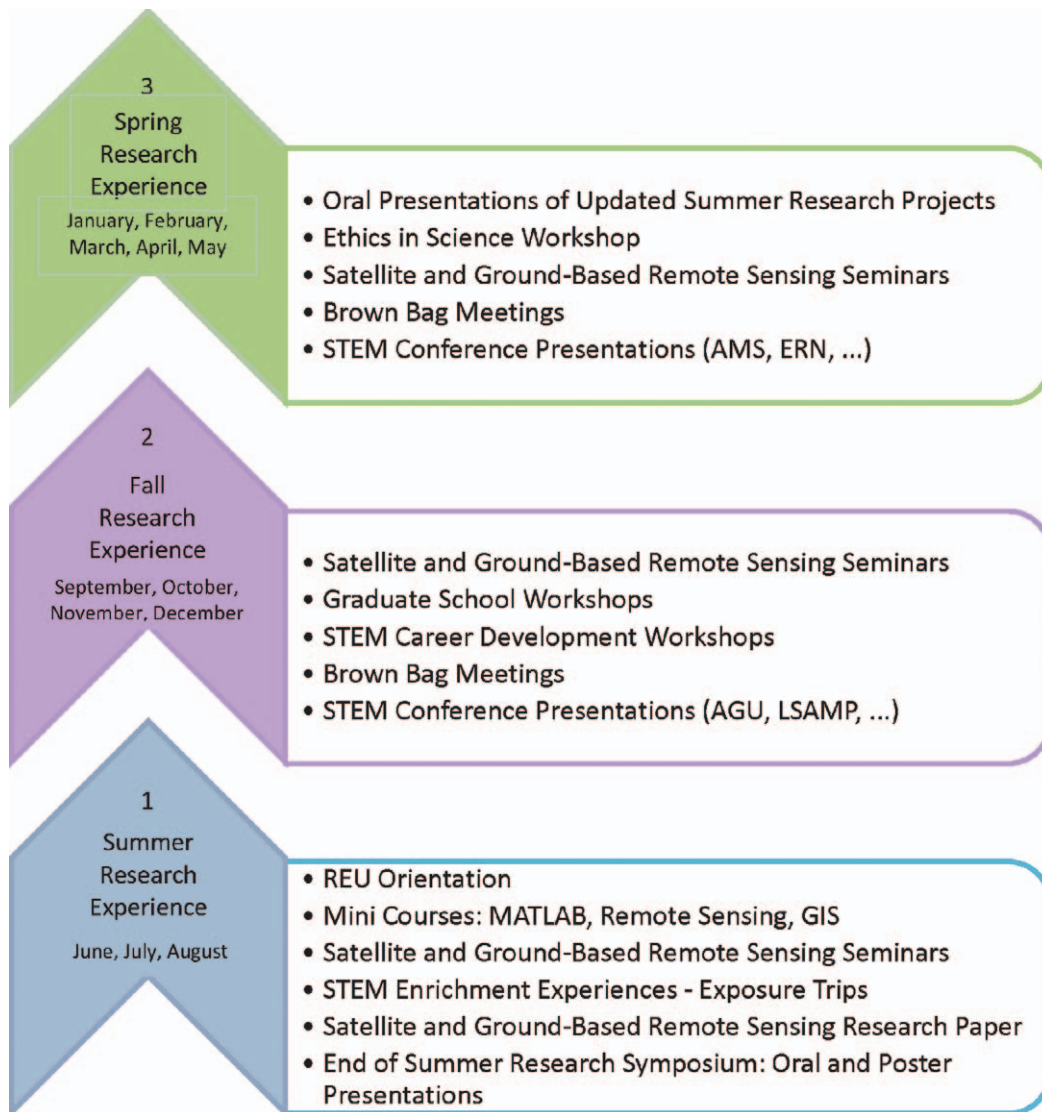 3
Spring
Research
Experience
January, February,
March, April, May
• Oral Presentations of Updated Summer Research Projects
• Ethics in Science Workshop
• Satellite and Ground-Based Remote Sensing Seminars
• Brown Bag Meetings
• STEM Conference Presentations (AMS, ERN, ...)
2
Fall
Research
Experience
September, October,
November, December
• Satellite and Ground-Based Remote Sensing Seminars
• Graduate School Workshops
• STEM Career Development Workshops
• Brown Bag Meetings
• STEM Conference Presentations (AGU, LSAMP, ...)
1
Summer
Research
Experience
June, July, August
• REU Orientation
• Mini Courses: MATLAB, Remote Sensing, GIS
• Satellite and Ground-Based Remote Sensing Seminars
• STEM Enrichment Experiences - Exposure Trips
• Satellite and Ground-Based Remote Sensing Research Paper
• End of Summer Research Symposium: Oral and Poster
Presentations